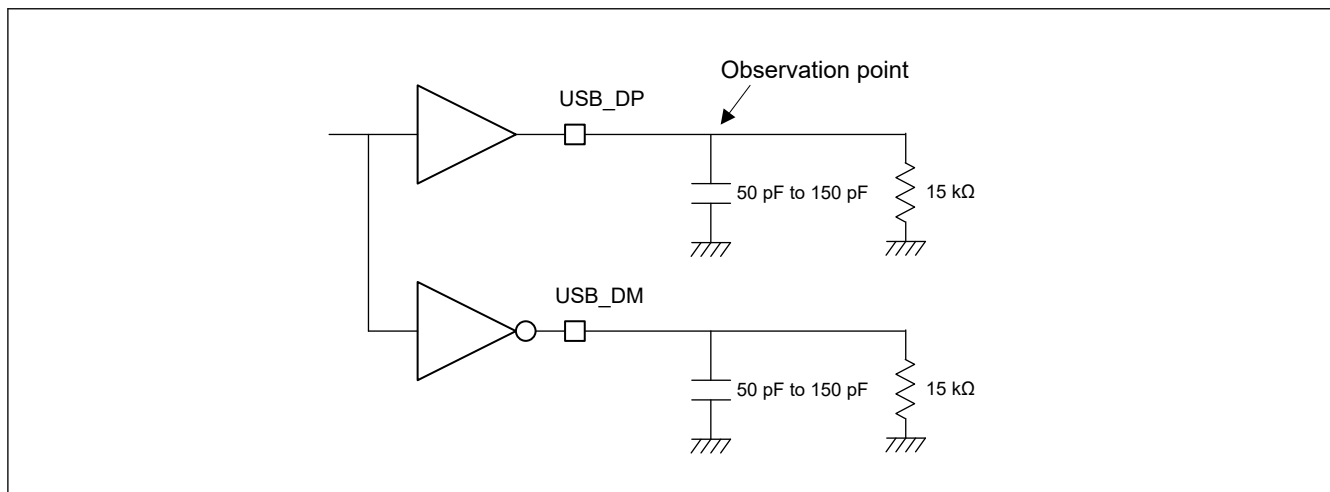 Observation point
USB_DP
50 pF to 150 pF
15 kΩ
USB_DM
50 pF to 150 pF
15 kΩ